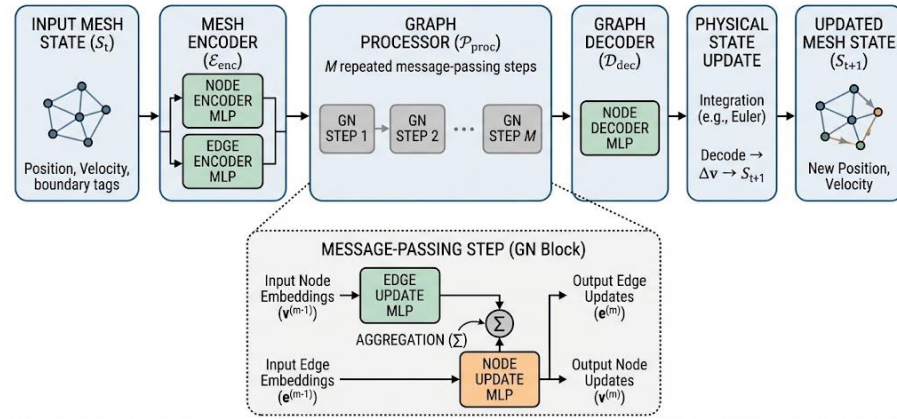 INPUT MESH
STATE (S_t)
Position, Velocity,
boundary tags
MESH
ENCODER
(ℰ_enc)
NODE
ENCODER
MLP
EDGE
ENCODER
MLP
GRAPH
PROCESSOR (𝒫_proc)
M repeated message-passing steps
GN
STEP 1
GN
STEP 2
...
GN
STEP M
GRAPH
DECODER
(𝒟_dec)
NODE
DECODER
MLP
PHYSICAL
STATE
UPDATE
Integration
(e.g., Euler)
Decode →
Δv → S_t+1
UPDATED
MESH STATE
(S_t+1)
New Position,
Velocity
MESSAGE-PASSING STEP (GN Block)
Input Node
Embeddings
(v^(m-1))
EDGE
UPDATE
MLP
AGGREGATION (Σ)
Σ
Output Edge
Updates
(e^(m))
Input Edge
Embeddings
(e^(m-1))
NODE
UPDATE
MLP
Output Node
Updates
(v^(m))